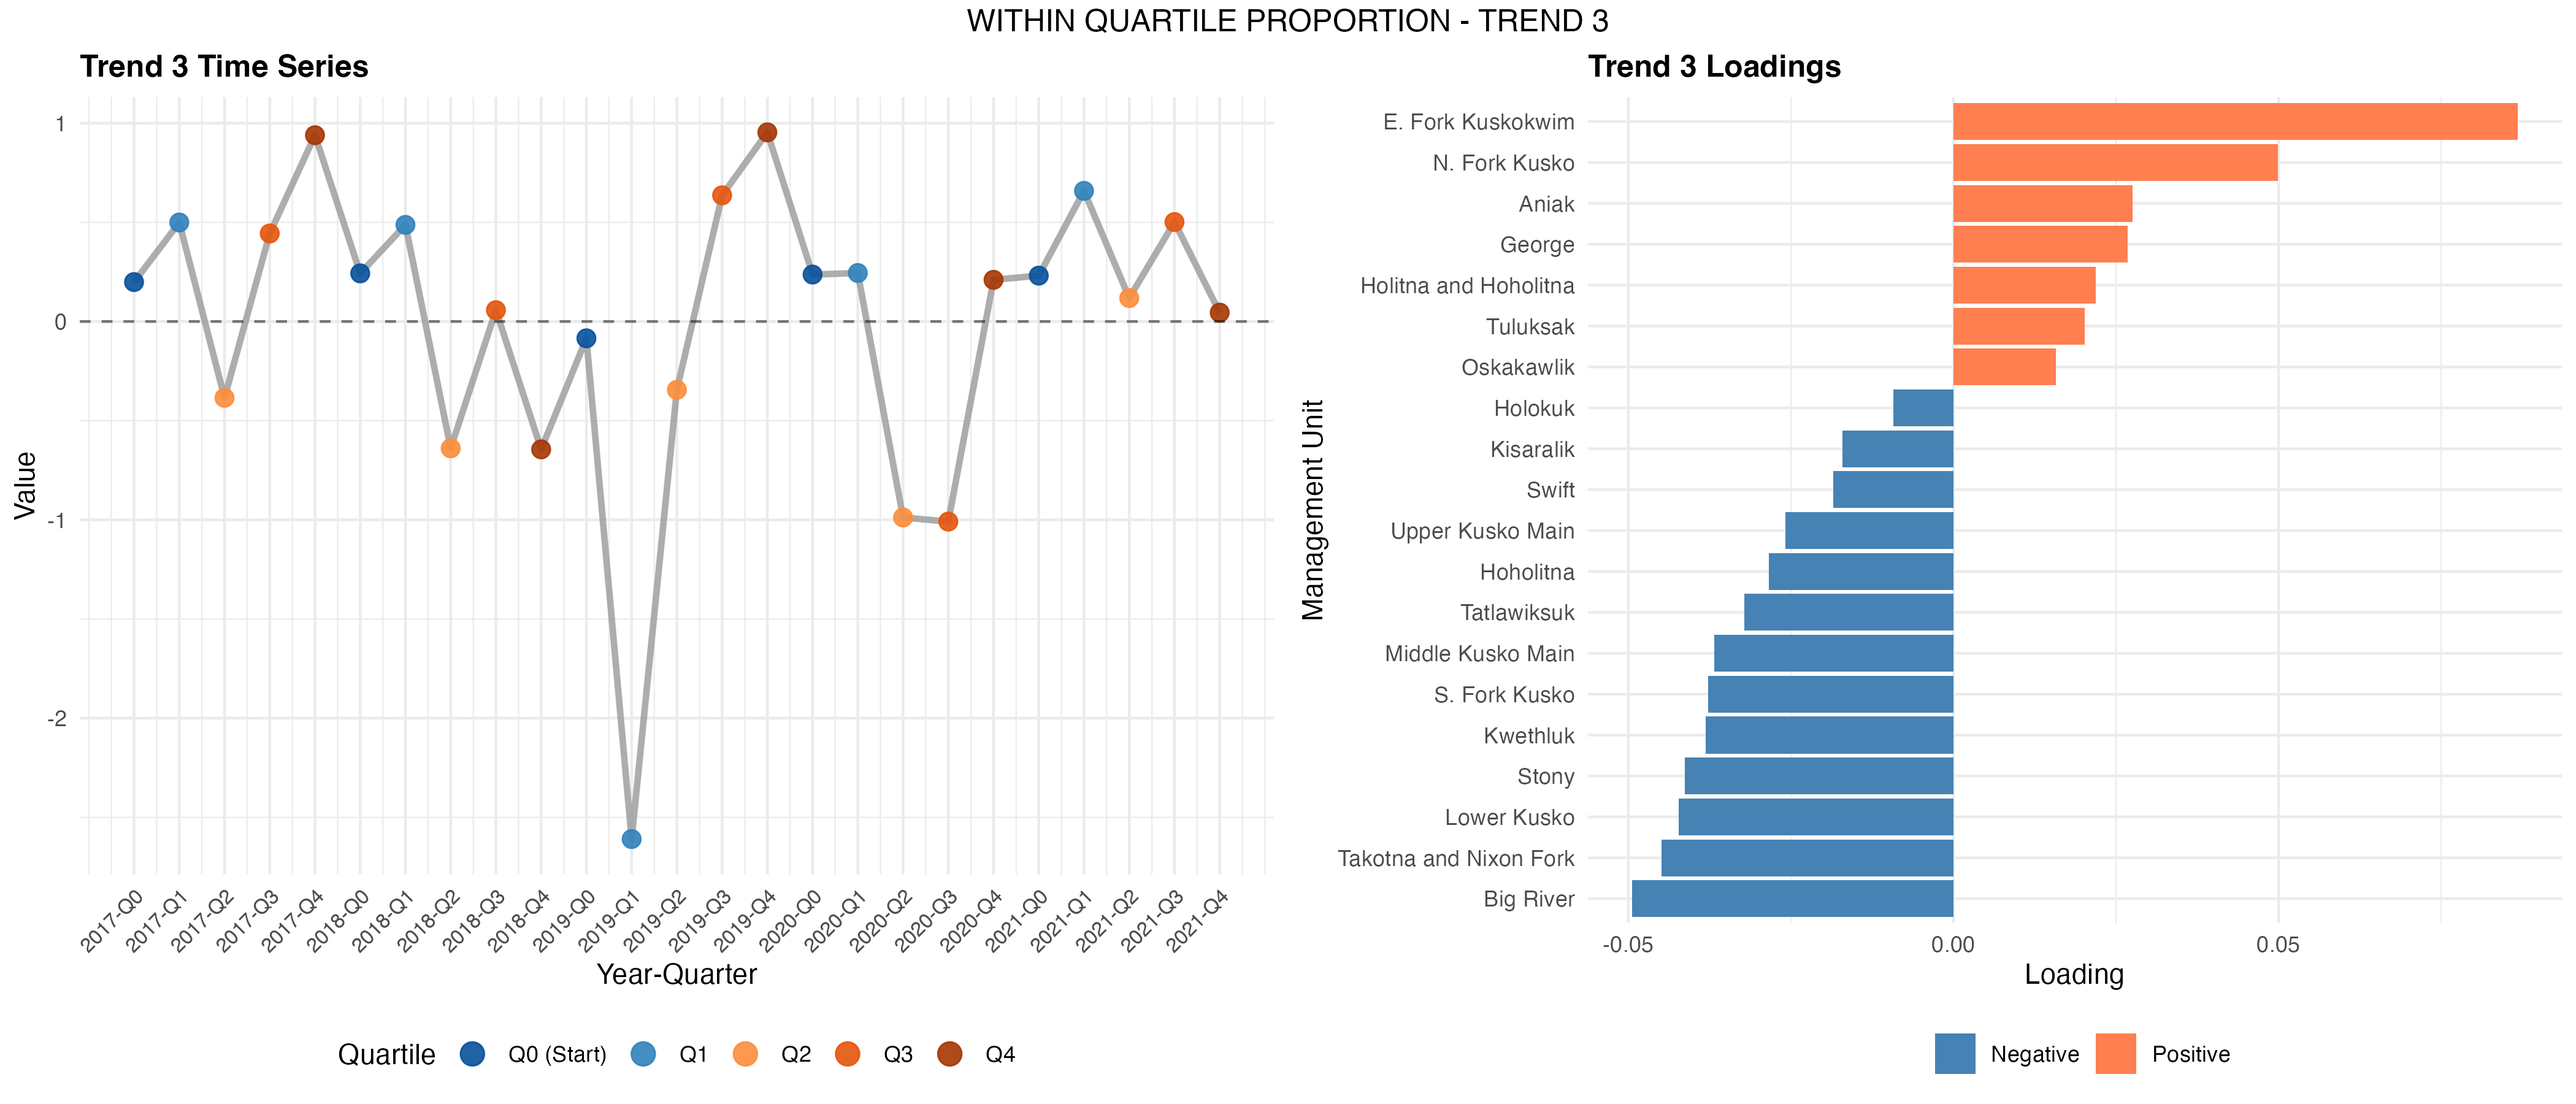 WITHIN QUARTILE PROPORTION - TREND 3
Trend 3 Time Series
Value
1
0
-1
-2
2017-Q0
2017-Q1
2017-Q2
2017-Q3
2017-Q4
2018-Q0
2018-Q1
2018-Q2
2018-Q3
2018-Q4
2019-Q0
2019-Q1
2019-Q2
2019-Q3
2019-Q4
2020-Q0
2020-Q1
2020-Q2
2020-Q3
2020-Q4
2021-Q0
2021-Q1
2021-Q2
2021-Q3
2021-Q4
Year-Quarter
Quartile Q0 (Start) Q1 Q2 Q3 Q4
Trend 3 Loadings
Management Unit
E. Fork Kuskokwim
N. Fork Kusko
Aniak
George
Holitna and Hoholitna
Tuluksak
Oskakawlik
Holokuk
Kisaralik
Swift
Upper Kusko Main
Hoholitna
Tatlawiksuk
Middle Kusko Main
S. Fork Kusko
Kwethluk
Stony
Lower Kusko
Takotna and Nixon Fork
Big River
-0.05 0.00 0.05
Loading
Negative Positive